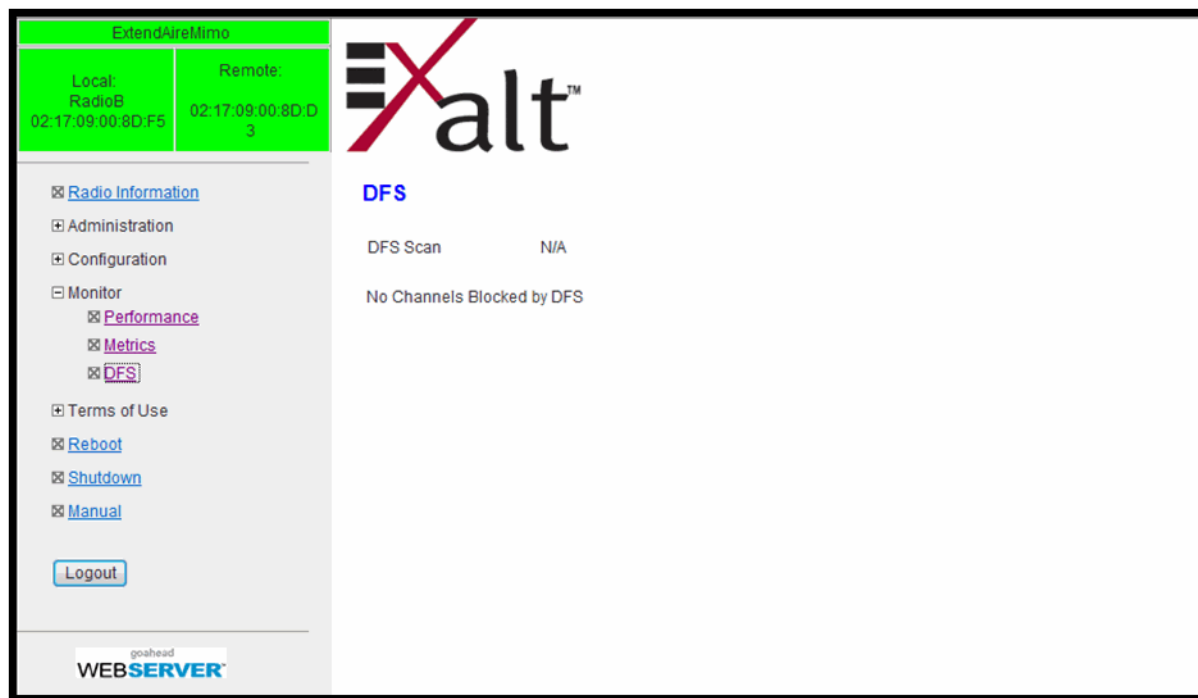 ExtendAireMimo
Local:
RadioB
02:17:09:00:8D:F5
Remote:
02:17:09:00:8D:D
3
Radio Information
Administration
Configuration
Monitor
Performance
Metrics
DFS
Terms of Use
Reboot
Shutdown
Manual
Logout
goahead
WEBSERVER
EXalt™
DFS
DFS Scan N/A
No Channels Blocked by DFS